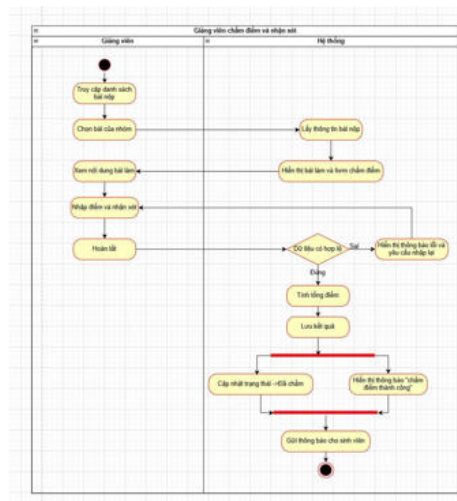 Giảng viên chấm điểm và nhận xét
Giảng viên
Hệ thống
Truy cập danh sách
bài nộp
Chọn bài của nhóm
Lấy thông tin bài nộp
Hiển thị bài làm và form chấm điểm
Xem nội dung bài làm
Nhập điểm và nhận xét
Hoàn tất
Dữ liệu có hợp lệ
Sai
Hiển thị thông báo lỗi và
yêu cầu nhập lại
Đúng
Tính tổng điểm
Lưu kết quả
Cập nhật trạng thái ->Đã chấm
Hiển thị thông báo "chấm
điểm thành công"
Gửi thông báo cho sinh viên